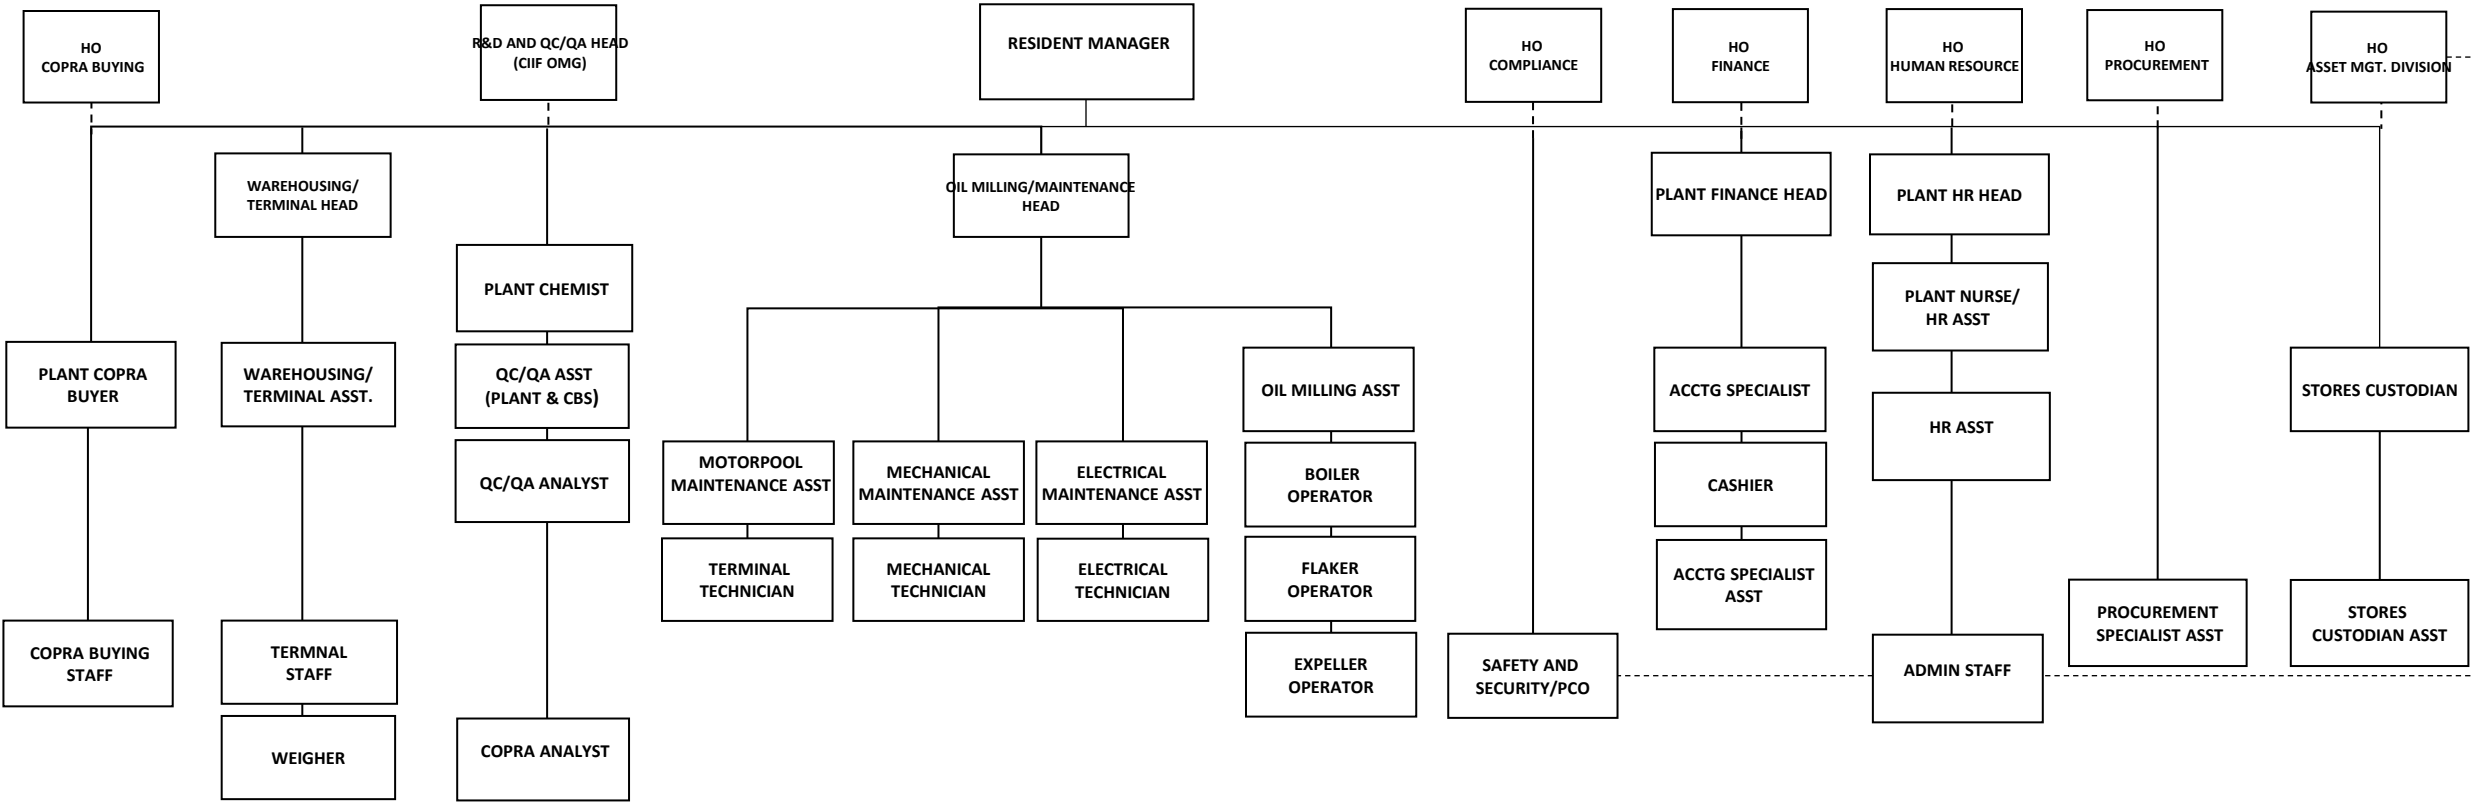 HO
COPRA BUYING
R&D AND QC/QA HEAD
(CIIF OMG)
RESIDENT MANAGER
HO
COMPLIANCE
HO
FINANCE
HO
HUMAN RESOURCE
HO
PROCUREMENT
HO
ASSET MGT. DIVISION
WAREHOUSING/
TERMINAL HEAD
OIL MILLING/MAINTENANCE
HEAD
PLANT FINANCE HEAD
PLANT HR HEAD
PLANT CHEMIST
PLANT NURSE/
HR ASST
PLANT COPRA
BUYER
WAREHOUSING/
TERMINAL ASST.
QC/QA ASST
(PLANT & CBS)
OIL MILLING ASST
ACCTG SPECIALIST
HR ASST
STORES CUSTODIAN
QC/QA ANALYST
MOTORPOOL
MAINTENANCE ASST
MECHANICAL
MAINTENANCE ASST
ELECTRICAL
MAINTENANCE ASST
BOILER
OPERATOR
CASHIER
TERMINAL
TECHNICIAN
MECHANICAL
TECHNICIAN
ELECTRICAL
TECHNICIAN
FLAKER
OPERATOR
ACCTG SPECIALIST
ASST
PROCUREMENT
SPECIALIST ASST
STORES
CUSTODIAN ASST
COPRA BUYING
STAFF
TERMNAL
STAFF
EXPELLER
OPERATOR
SAFETY AND
SECURITY/PCO
ADMIN STAFF
WEIGHER
COPRA ANALYST